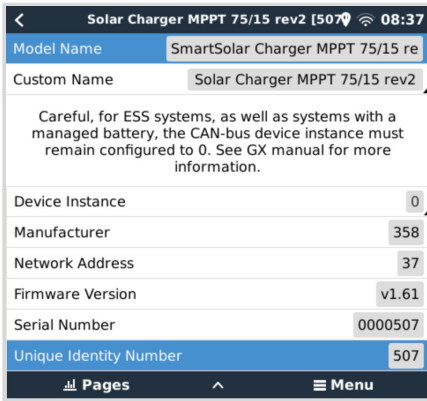 Solar Charger MPPT 75/15 rev2 [507 08:37
Model Name SmartSolar Charger MPPT 75/15 re
Custom Name Solar Charger MPPT 75/15 rev2
Careful, for ESS systems, as well as systems with a
managed battery, the CAN-bus device instance must
remain configured to 0. See GX manual for more
information.
Device Instance 0
Manufacturer 358
Network Address 37
Firmware Version v1.61
Serial Number 0000507
Unique Identity Number 507
Pages Menu